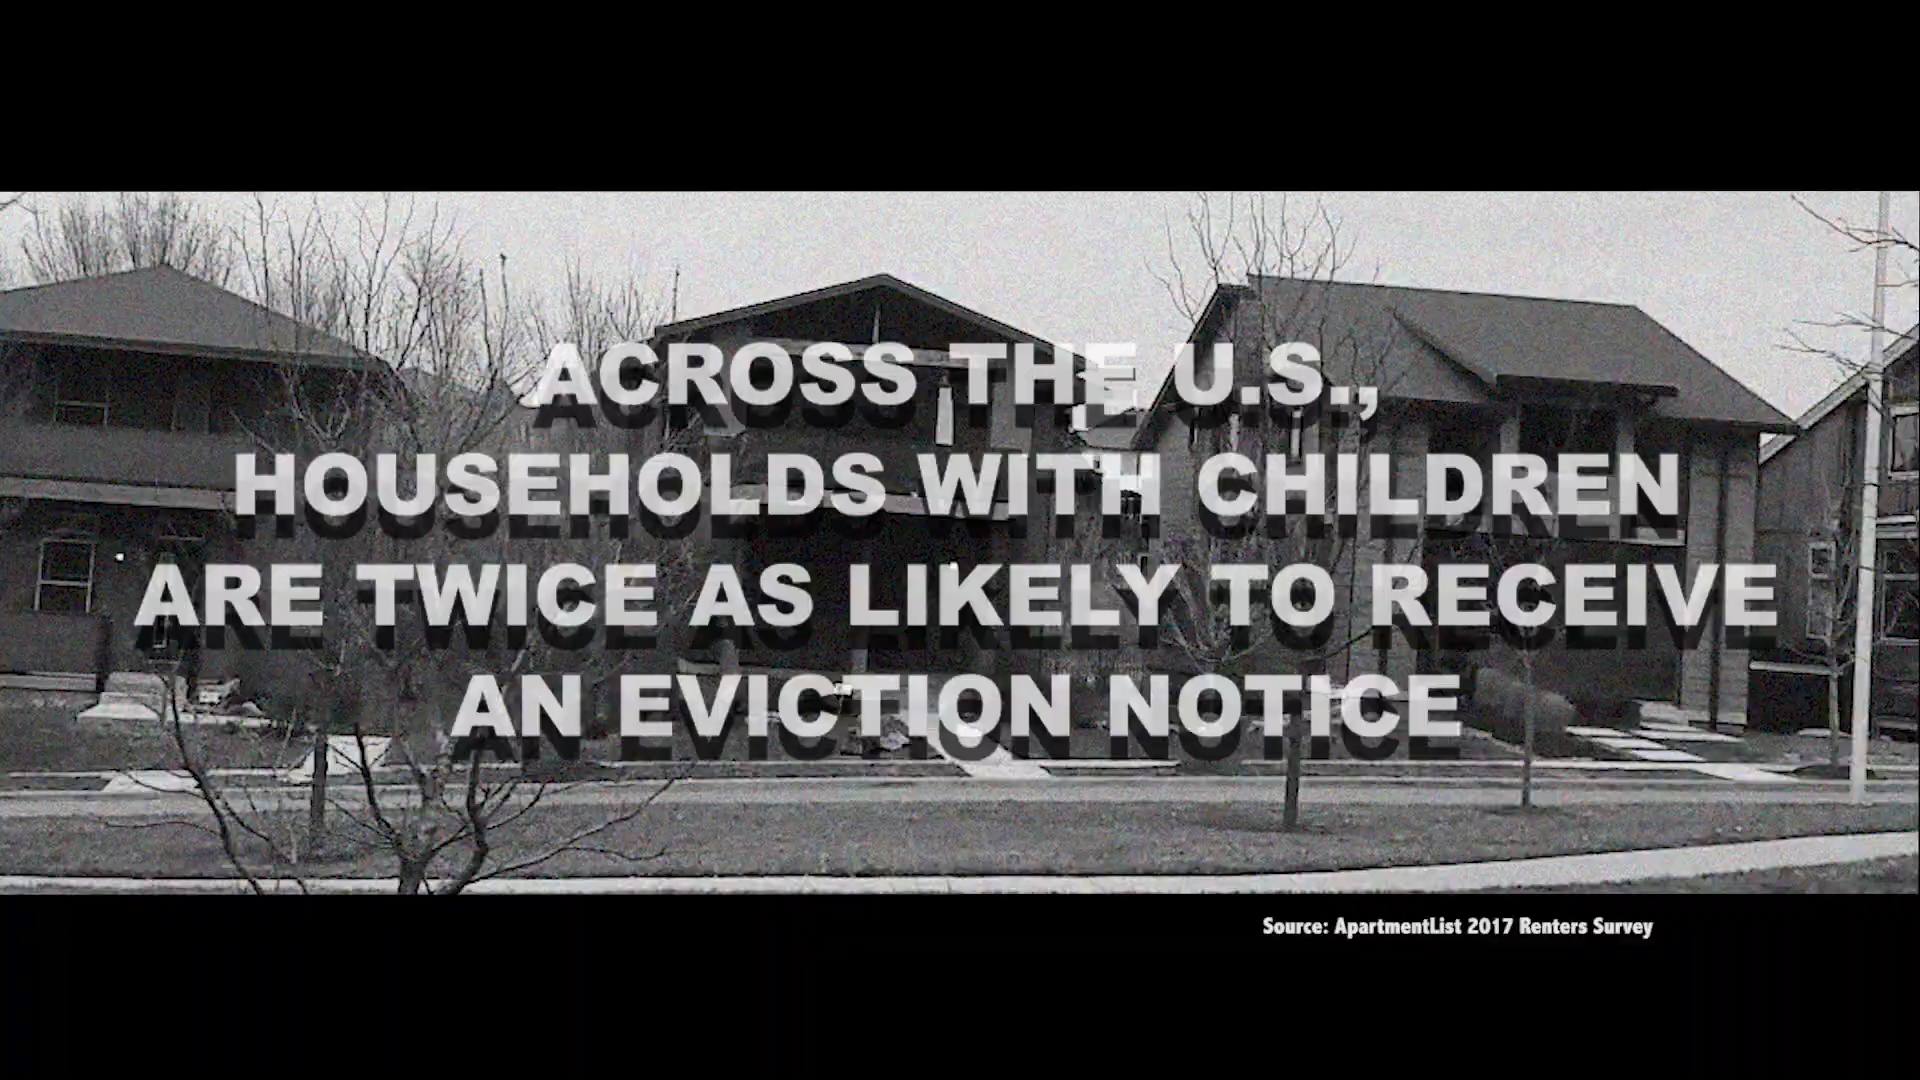 ACROSS THE U.S.,
HOUSEHOLDS WITH CHILDREN
ARE TWICE AS LIKELY TO RECEIVE
AN EVICTION NOTICE
Source: ApartmentList 2017 Renters Survey